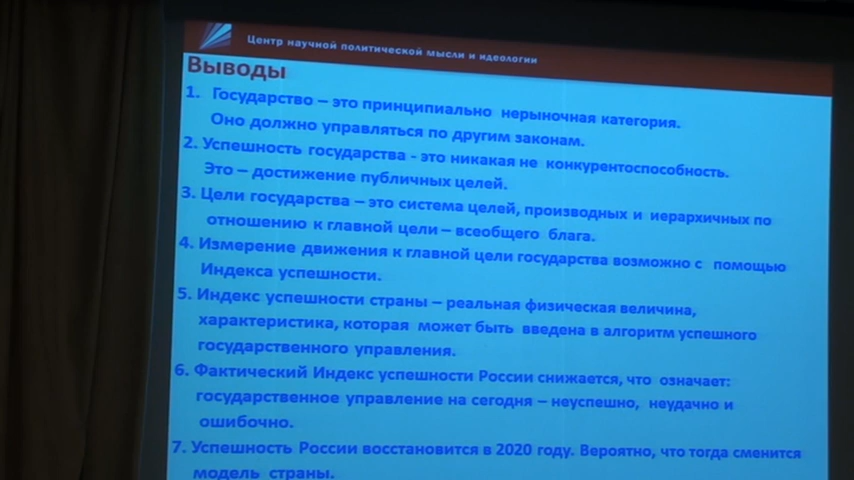 Центр научной политической мысли и идеологии
Выводы
1. Государство – это принципиально нерыночная категория.
Оно должно управляться по другим законам.
2. Успешность государства - это никакая не конкурентоспособность.
Это – достижение публичных целей.
3. Цели государства – это система целей, производных и иерархичных по
отношению к главной цели – всеобщего блага.
4. Измерение движения к главной цели государства возможно с помощью
Индекса успешности.
5. Индекс успешности страны – реальная физическая величина,
характеристика, которая может быть введена в алгоритм успешного
государственного управления.
6. Фактический Индекс успешности России снижается, что означает:
государственное управление на сегодня – неуспешно, неудачно и
ошибочно.
7. Успешность России восстановится в 2020 году. Вероятно, что тогда сменится
модель страны.